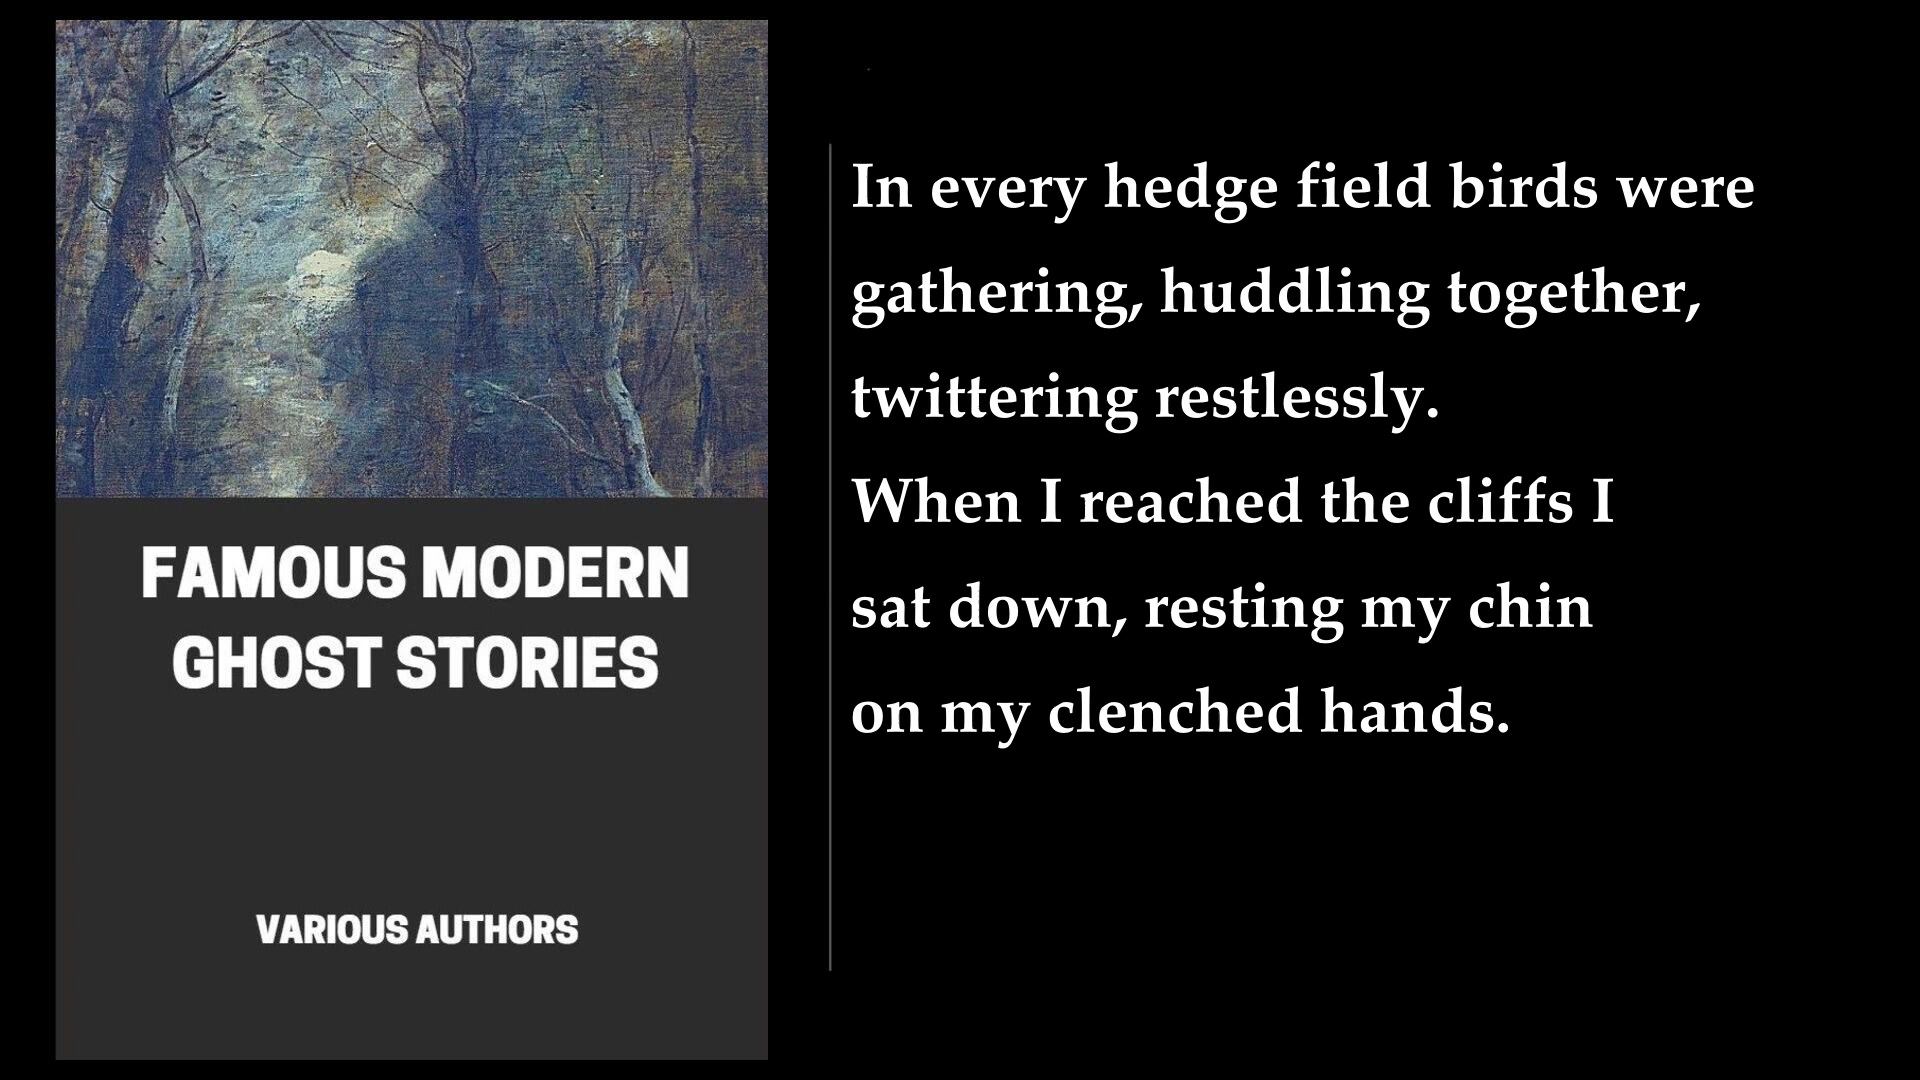 FAMOUS MODERN
GHOST STORIES
VARIOUS AUTHORS
In every hedge field birds were
gathering, huddling together,
twittering restlessly.
When I reached the cliffs I
sat down, resting my chin
on my clenched hands.